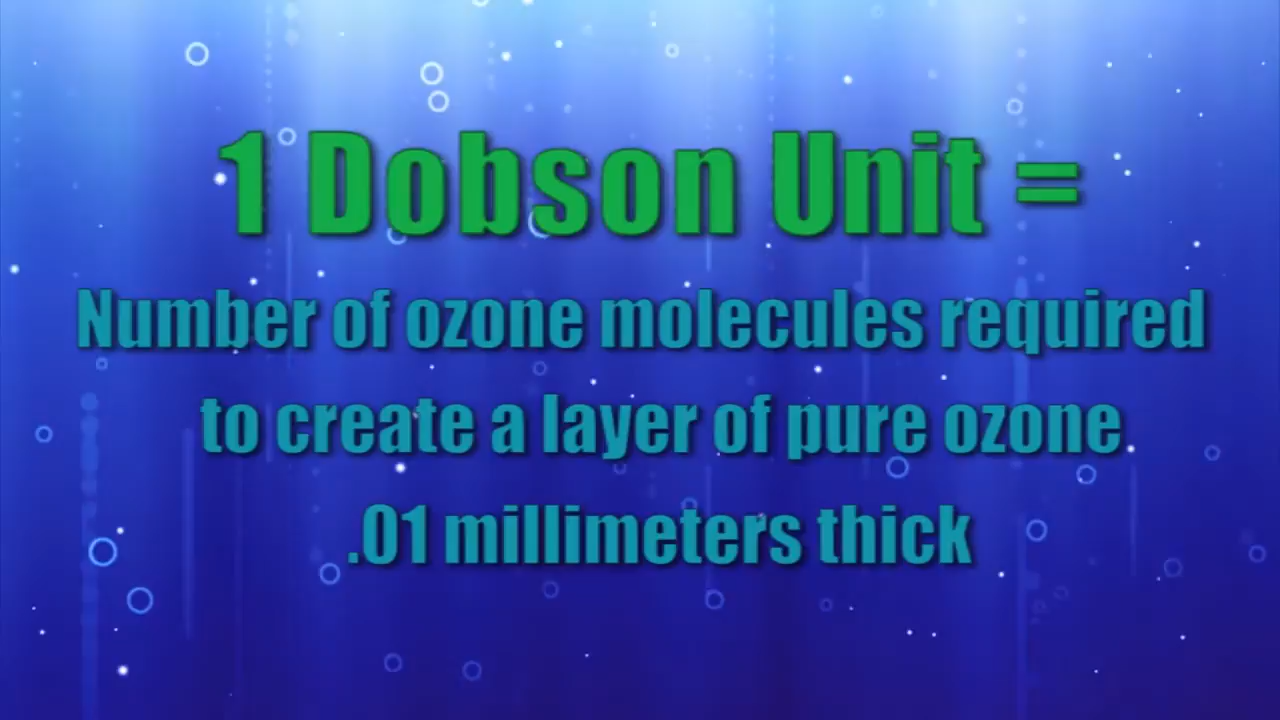 1 Dobson Unit =
Number of ozone molecules required
to create a layer of pure ozone
.01 millimeters thick